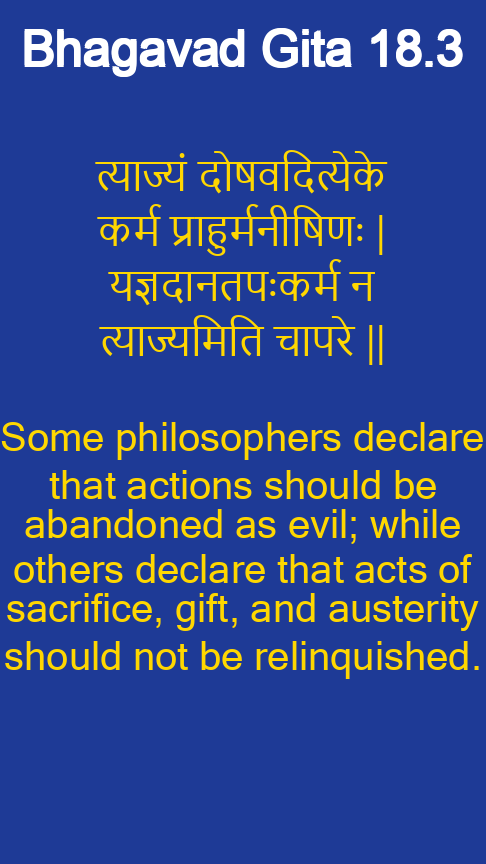 Bhagavad Gita 18.3
त्याज्यं दोषवदित्येके
कर्म प्राहुर्मनीषिणः |
यज्ञदानतपःकर्म न
त्याज्यमिति चापरे ||
Some philosophers declare
that actions should be
abandoned as evil; while
others declare that acts of
sacrifice, gift, and austerity
should not be relinquished.